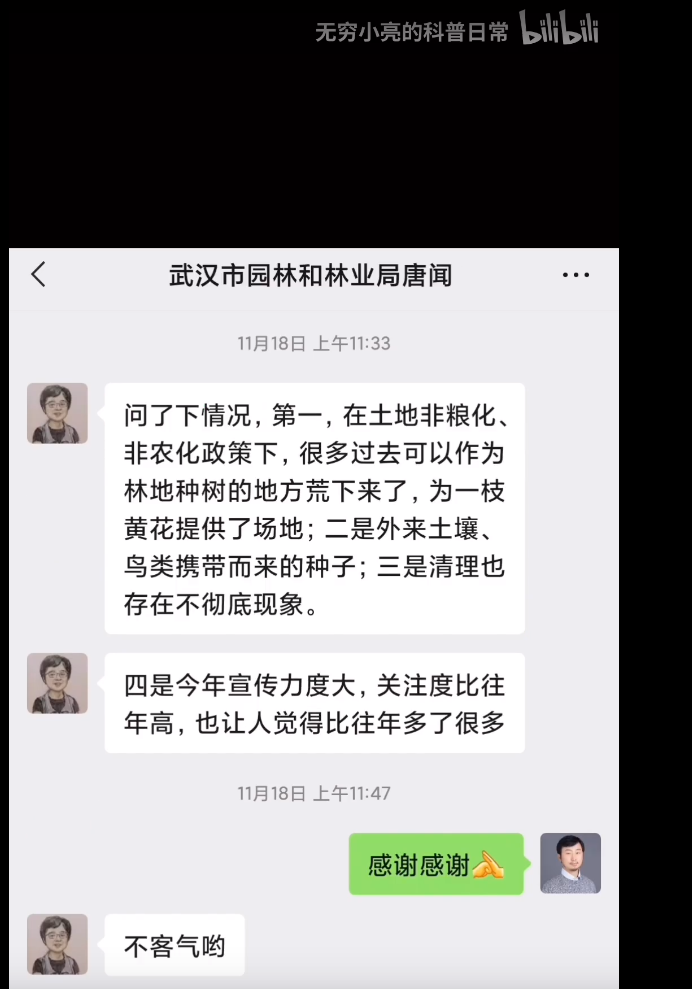 无穷小亮的科普日常 bilibili
武汉市园林和林业局唐闻
11月18日 上午11:33
问了下情况，第一，在土地非粮化、
非农化政策下，很多过去可以作为
林地种树的地方荒下来了，为一枝
黄花提供了场地；二是外来土壤、
鸟类携带而来的种子；三是清理也
存在不彻底现象。
四是今年宣传力度大，关注度比往
年高，也让人觉得比往年多了很多
11月18日 上午11:47
感谢感谢
不客气哟